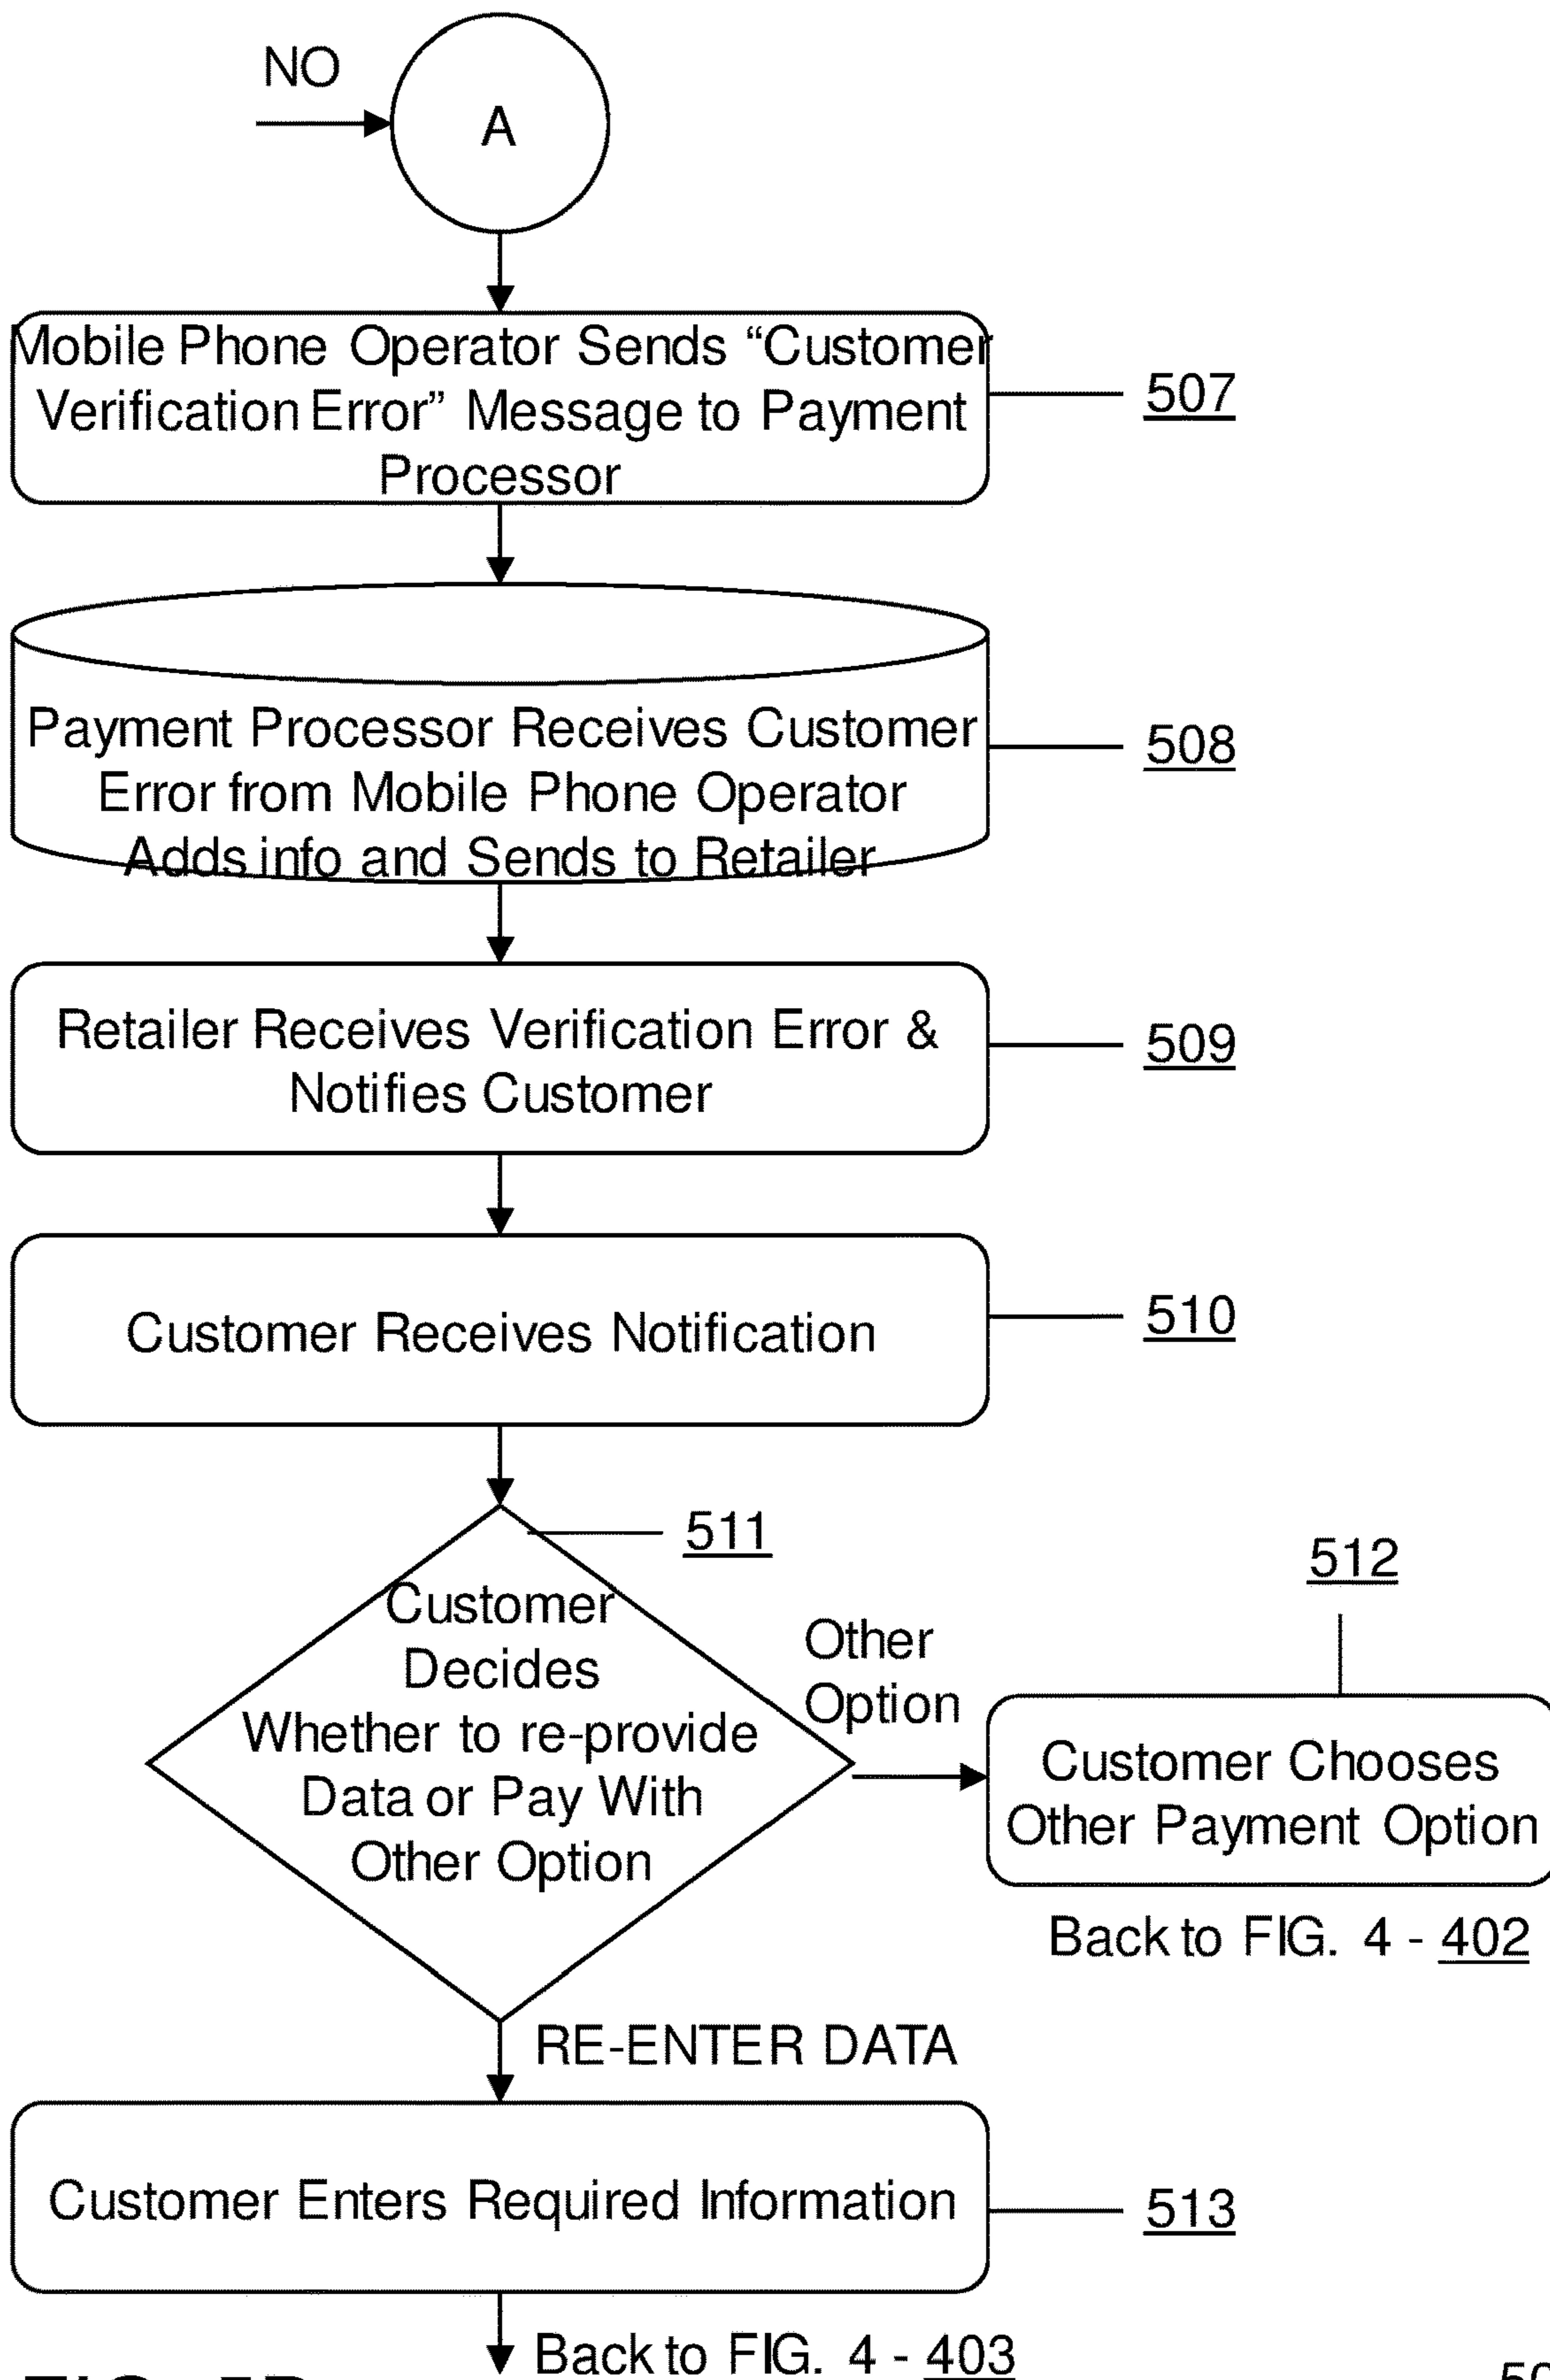 NO
A
Mobile Phone Operator Sends “Customer
Verification Error” Message to Payment
Processor
507
Payment Processor Receives Customer
Error from Mobile Phone Operator
Adds info and Sends to Retailer
508
Retailer Receives Verification Error &
Notifies Customer
509
Customer Receives Notification
510
511
Customer
Decides
Whether to re-provide
Data or Pay With
Other Option
Other
Option
512
Customer Chooses
Other Payment Option
Back to FIG. 4 - 402
RE-ENTER DATA
Customer Enters Required Information
513
Back to FIG. 4 - 403